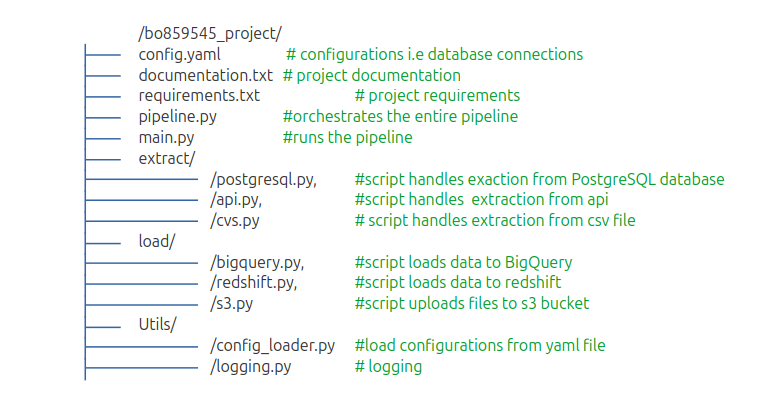 /bo859545_project/
config.yaml # configurations i.e database connections
documentation.txt # project documentation
requirements.txt # project requirements
pipeline.py #orchestrates the entire pipeline
main.py #runs the pipeline
extract/
/postgresql.py, #script handles exaction from PostgreSQL database
/api.py, #script handles extraction from api
/cvs.py # script handles extraction from csv file
load/
/bigquery.py, #script loads data to BigQuery
/redshift.py, #script loads data to redshift
/s3.py #script uploads files to s3 bucket
Utils/
/config_loader.py #load configurations from yaml file
/logging.py # logging